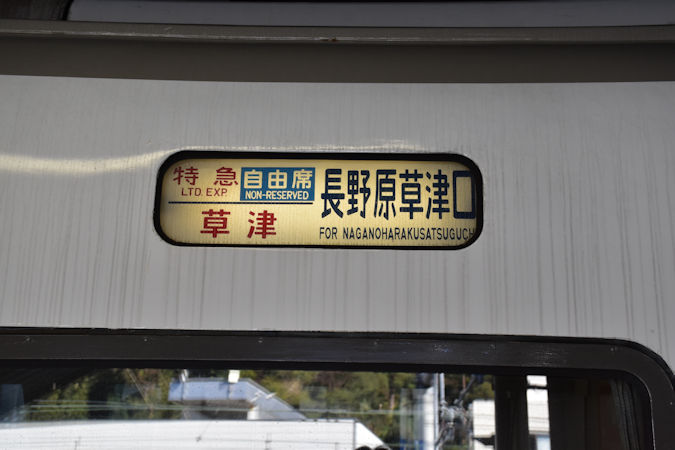 特急 自由席 長野原草津口
LTD. EXP. NON-RESERVED
草津 FOR NAGANOHARAKUSATSUGUCH